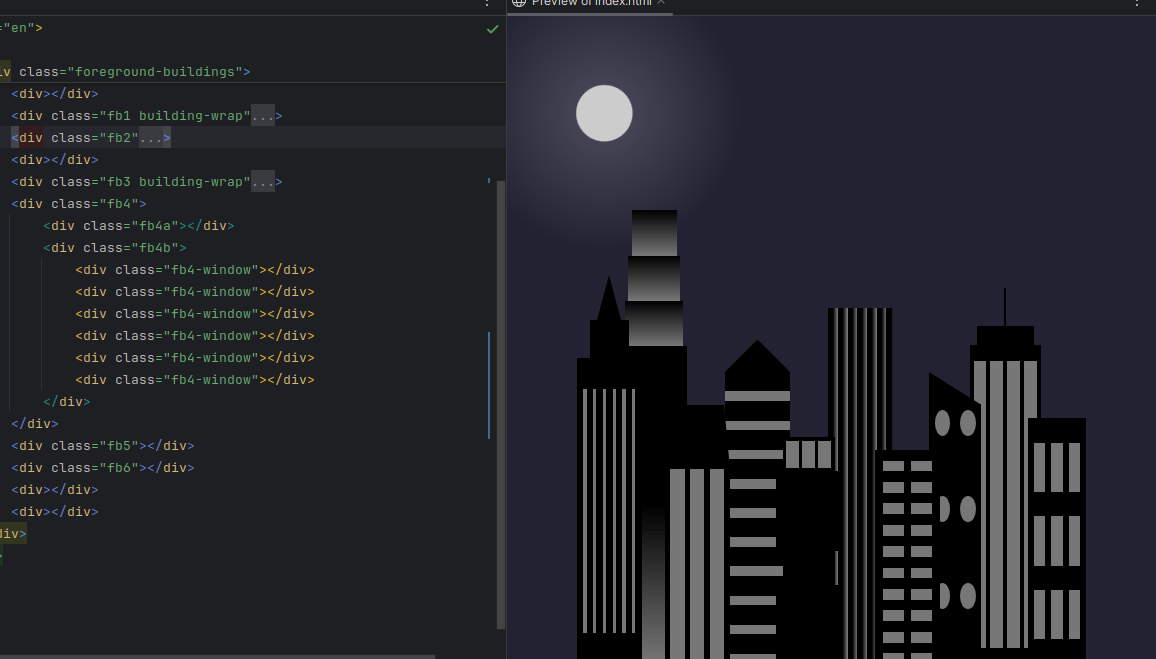 Preview of index.html
="en">
iv class="foreground-buildings">
<div></div>
<div class="fb1 building-wrap"...>
<div class="fb2"...>
<div></div>
<div class="fb3 building-wrap"...>
<div class="fb4">
<div class="fb4a"></div>
<div class="fb4b">
<div class="fb4-window"></div>
<div class="fb4-window"></div>
<div class="fb4-window"></div>
<div class="fb4-window"></div>
<div class="fb4-window"></div>
<div class="fb4-window"></div>
</div>
</div>
<div class="fb5"></div>
<div class="fb6"></div>
<div></div>
<div></div>
div>
>